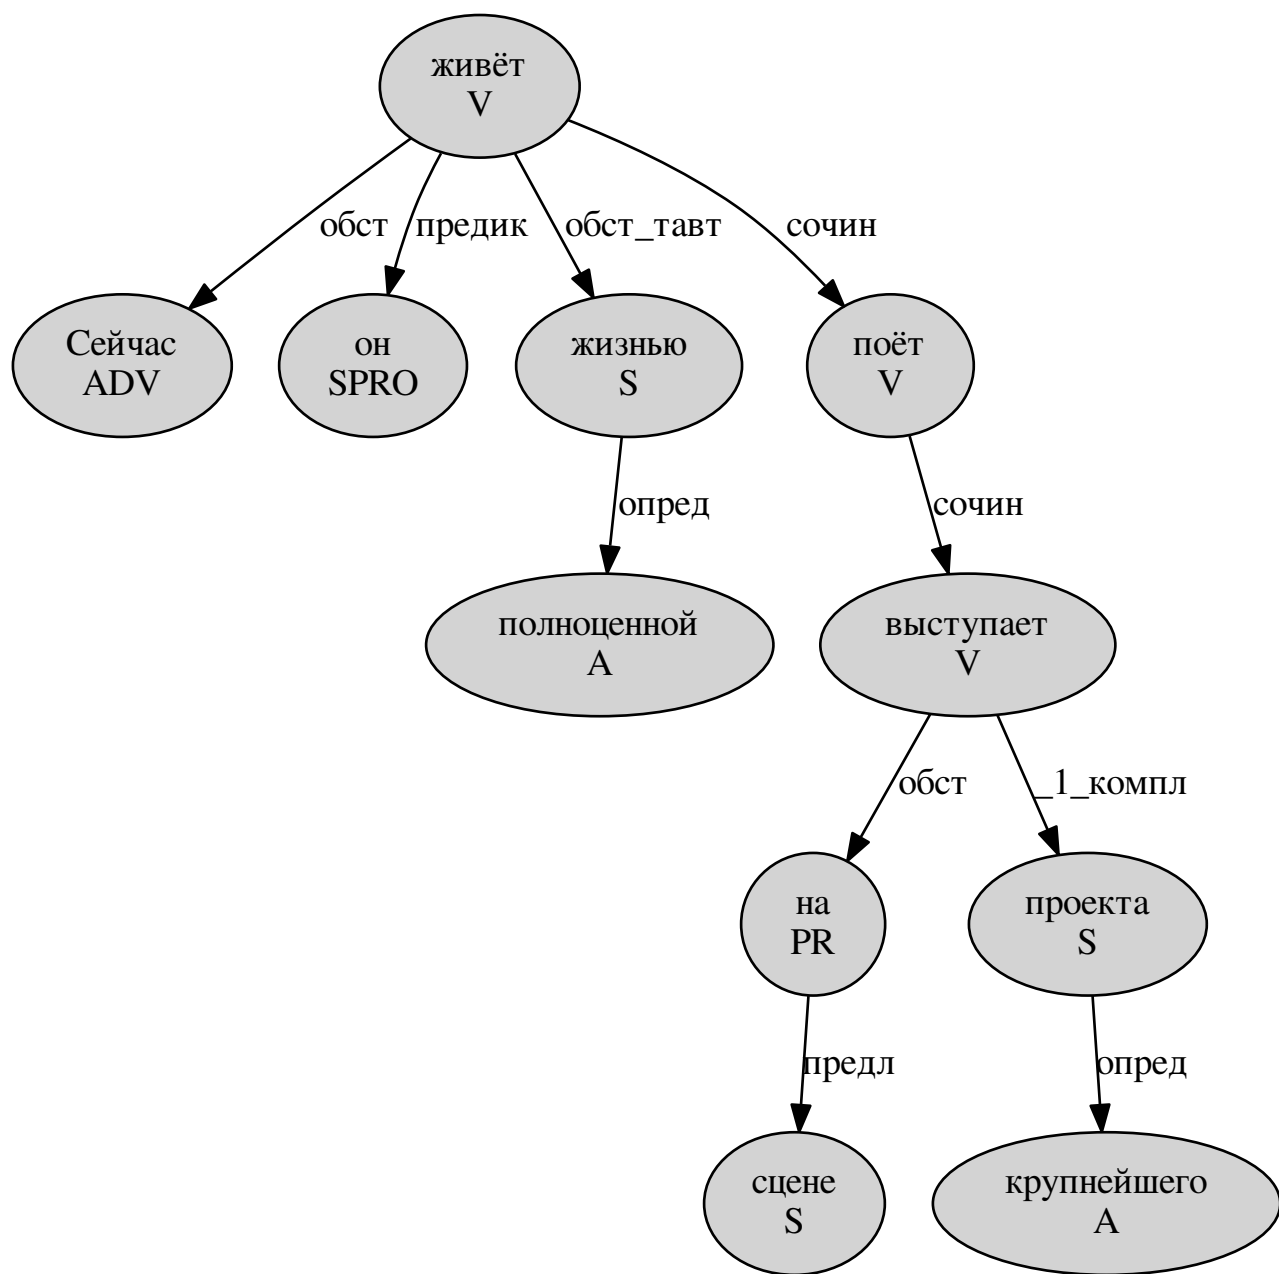 живёт
V
обст
предик
обст_тавт
сочин
Сейчас
ADV
он
SPRO
жизнью
S
поёт
V
опред
сочин
полноценной
A
выступает
V
обст
_1_компл
на
PR
проекта
S
предл
опред
сцене
S
крупнейшего
A